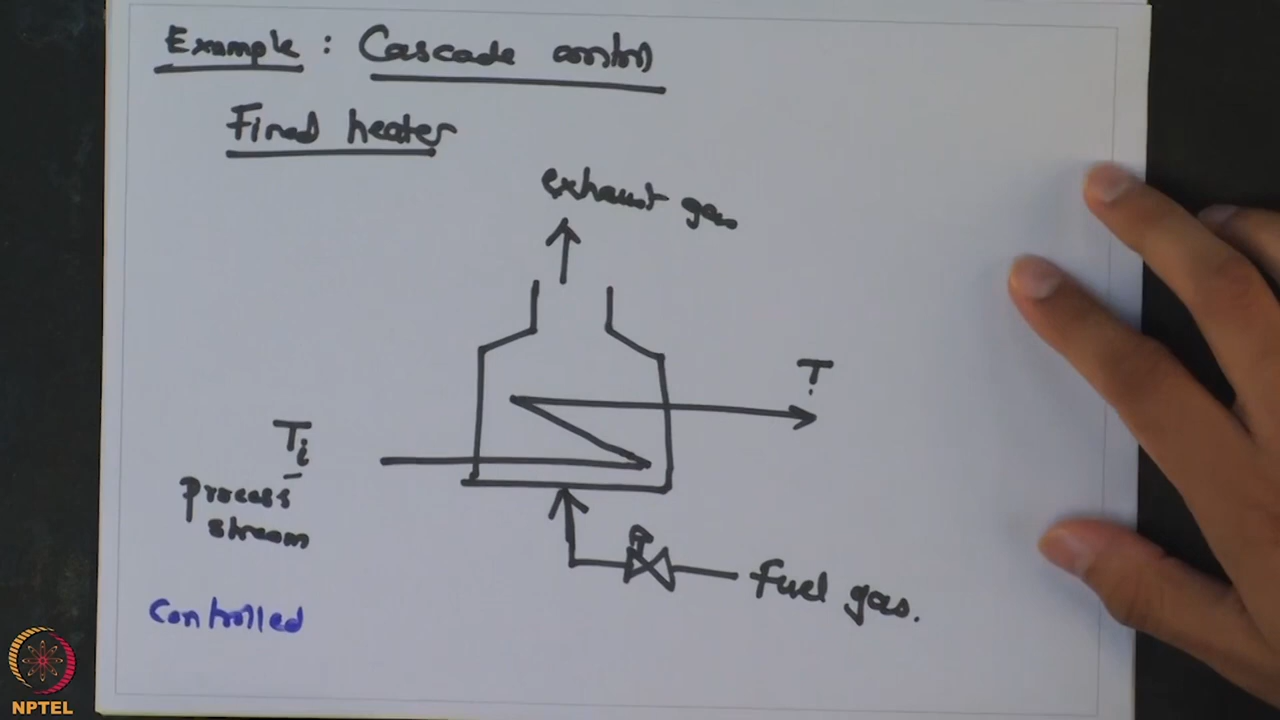 Example : Cascade control
Fired heater
exhaust gas
T
Ti
process
stream
fuel gas.
Controlled
NPTEL